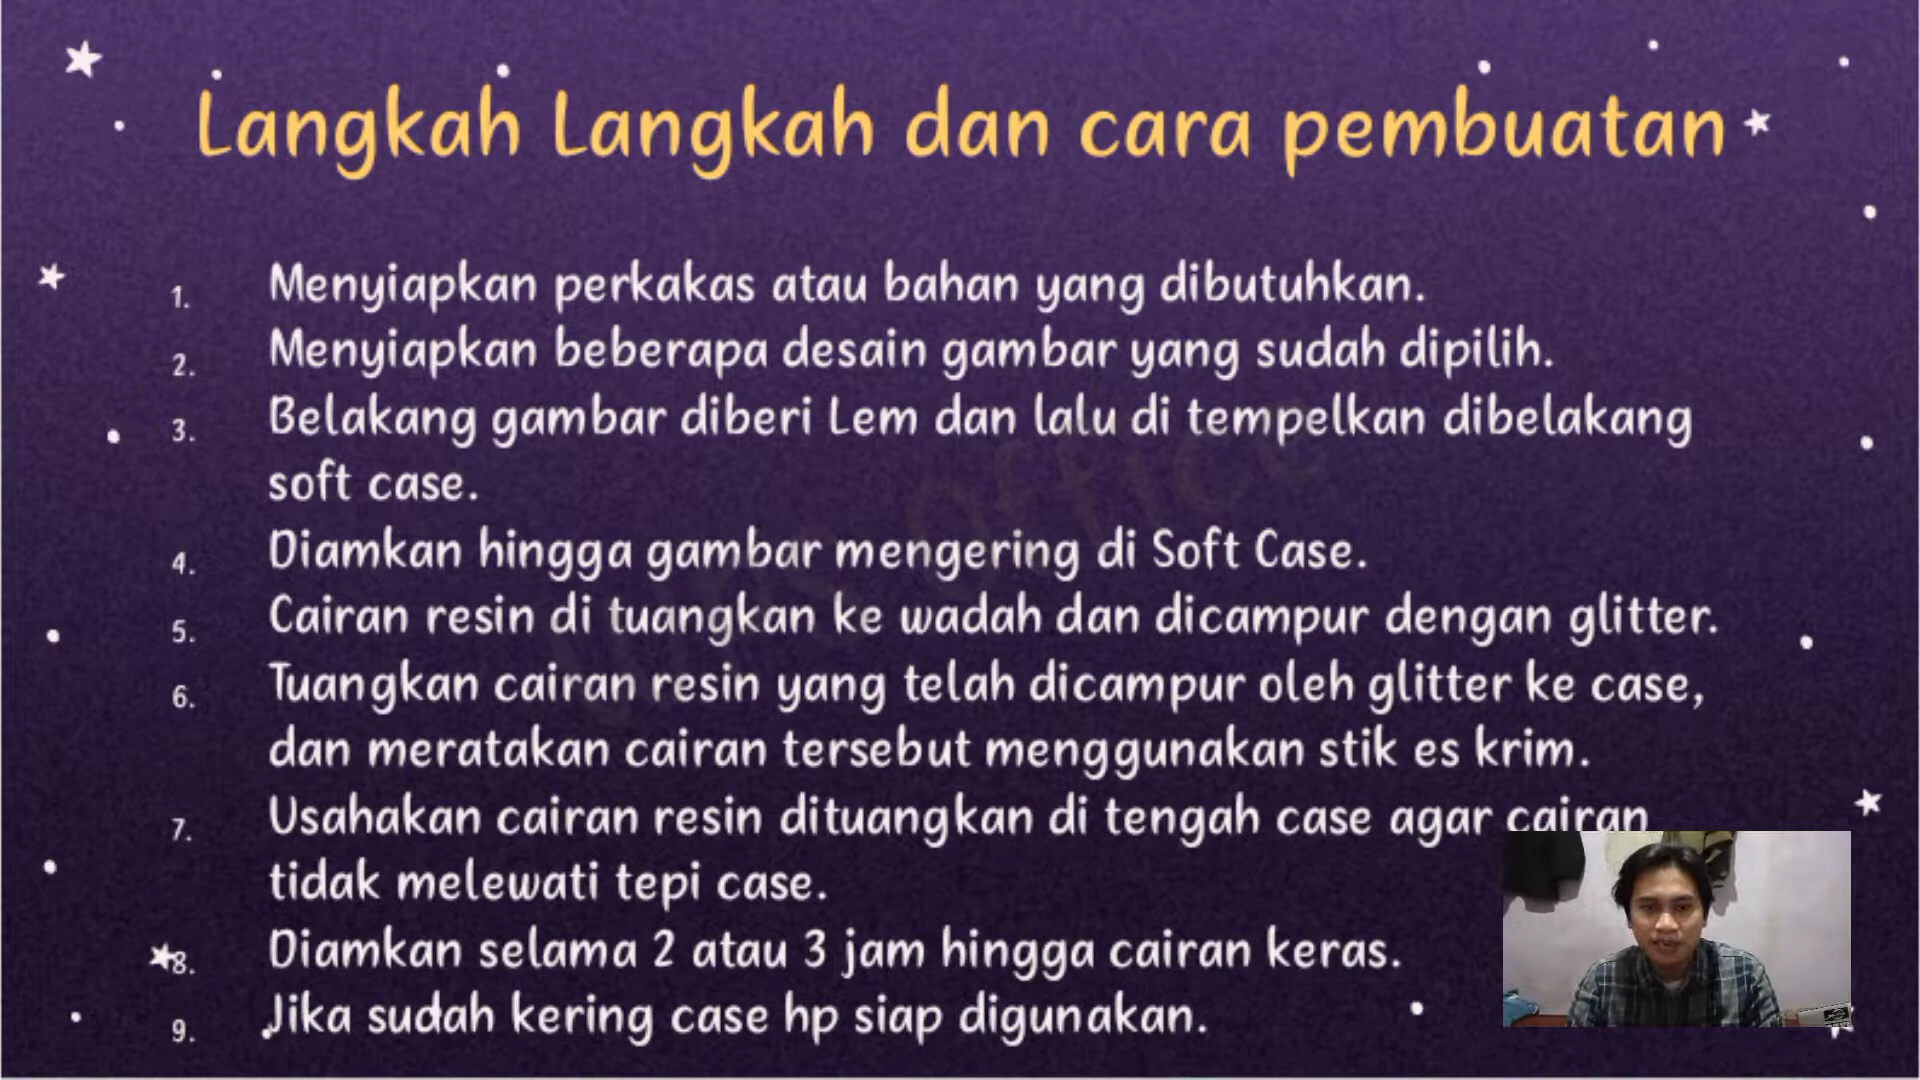 Langkah Langkah dan cara pembuatan
1. Menyiapkan perkakas atau bahan yang dibutuhkan.
2. Menyiapkan beberapa desain gambar yang sudah dipilih.
3. Belakang gambar diberi Lem dan lalu di tempelkan dibelakang
soft case.
4. Diamkan hingga gambar mengering di Soft Case.
5. Cairan resin di tuangkan ke wadah dan dicampur dengan glitter.
6. Tuangkan cairan resin yang telah dicampur oleh glitter ke case,
dan meratakan cairan tersebut menggunakan stik es krim.
7. Usahakan cairan resin dituangkan di tengah case agar cairan
tidak melewati tepi case.
8. Diamkan selama 2 atau 3 jam hingga cairan keras.
9. Jika sudah kering case hp siap digunakan.